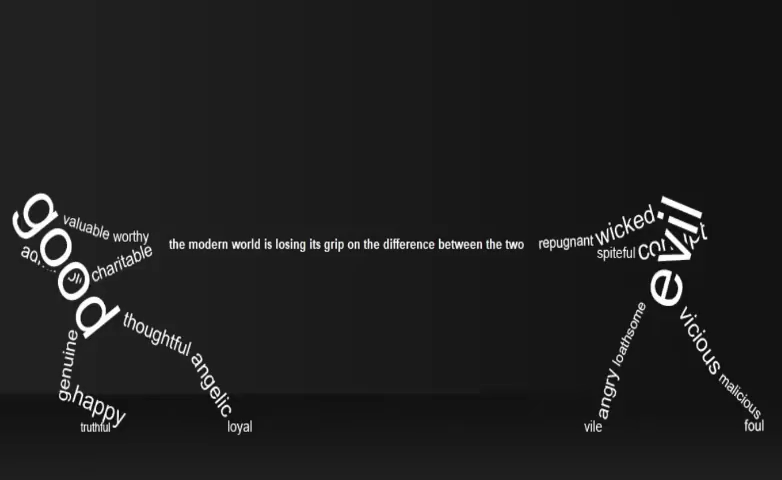 good
valuable worthy
charitable
thoughtful angelic
loyal
genuine
happy
truthful
the modern world is losing its grip on the difference between the two
evil
repugnant wicked
spiteful
loathsome
angry
vile
vicious
malicious
foul